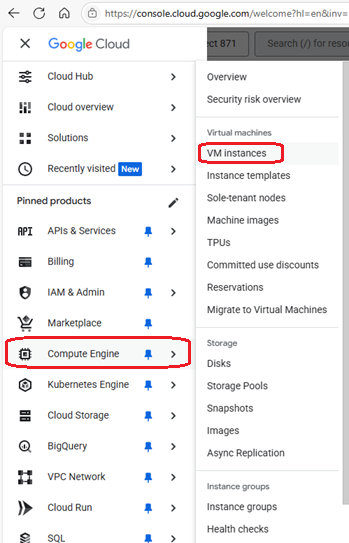 https://console.cloud.google.com/welcome?hl=en&inv=
Google Cloud
ect 871
Search (/) for resou
Cloud Hub
Cloud overview
Solutions
Recently visited New
Pinned products
API APIs & Services
Billing
IAM & Admin
Marketplace
Compute Engine
Kubernetes Engine
Cloud Storage
BigQuery
VPC Network
Cloud Run
SQL
Overview
Security risk overview
Virtual machines
VM instances
Instance templates
Sole-tenant nodes
Machine images
TPUs
Committed use discounts
Reservations
Migrate to Virtual Machines
Storage
Disks
Storage Pools
Snapshots
Images
Async Replication
Instance groups
Instance groups
Health checks